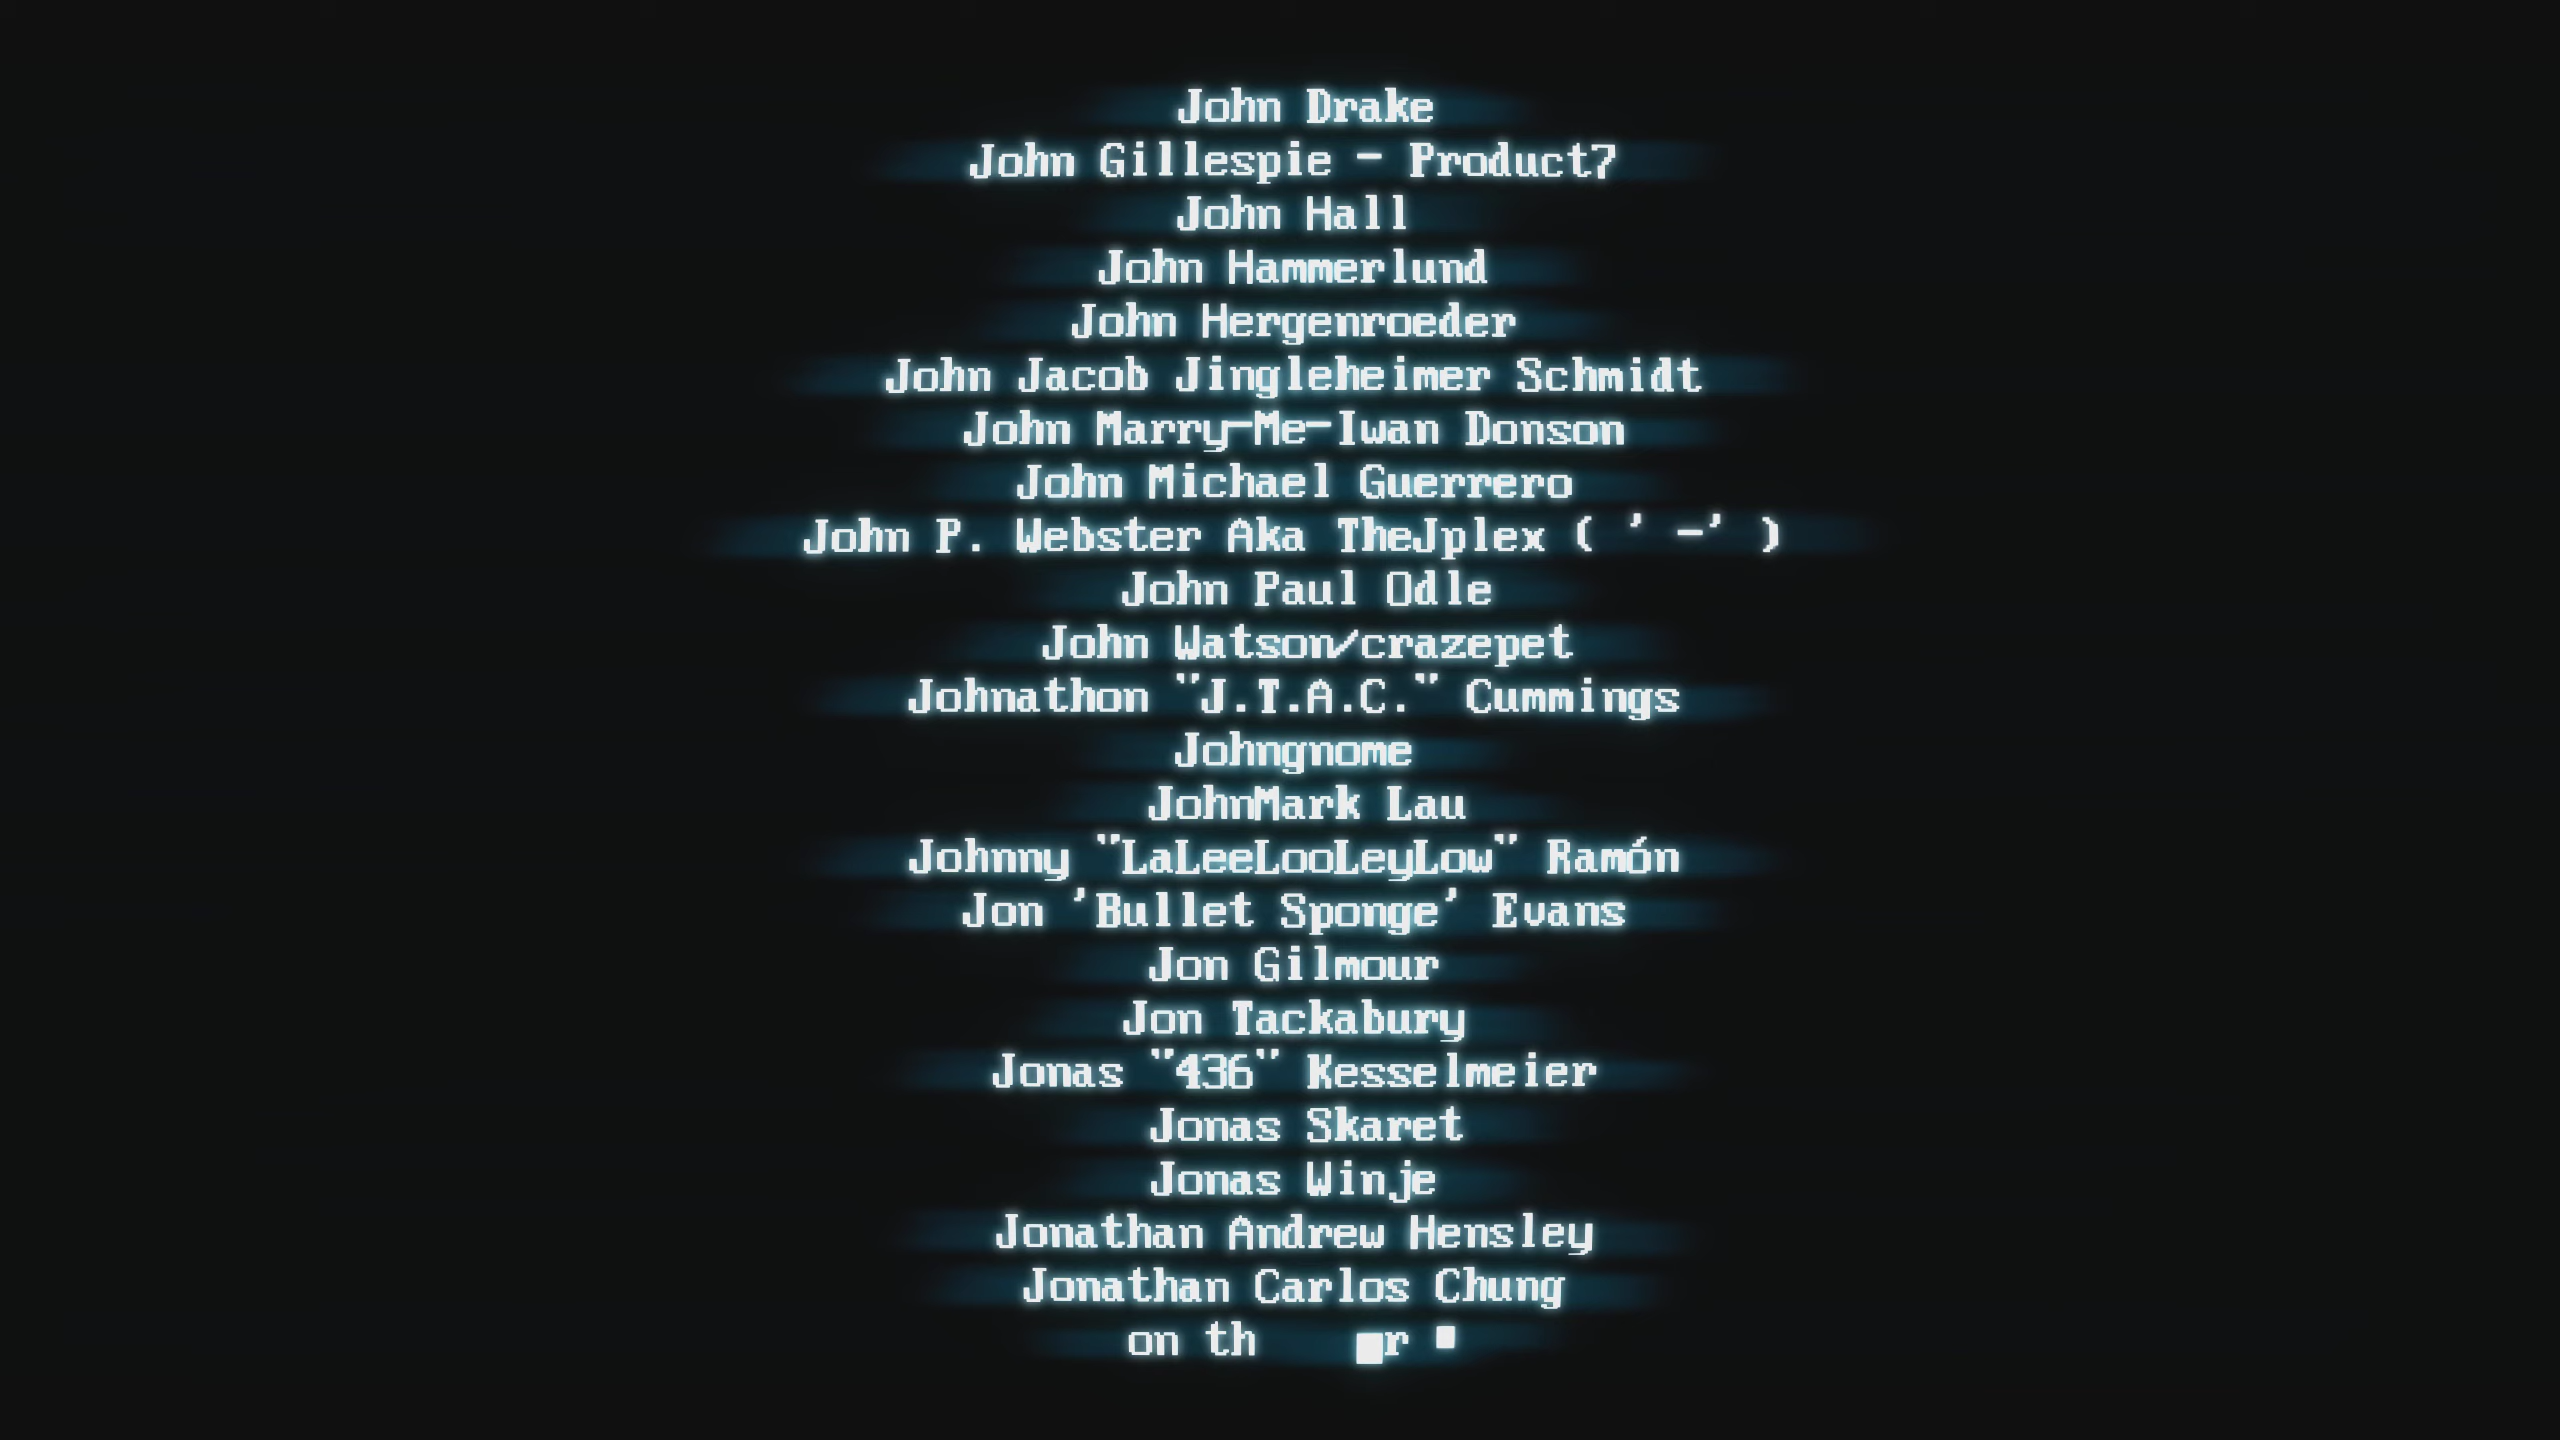 John Drake
John Gillespie - Product7
John Hall
John Hammerlund
John Hergenroeder
John Jacob Jingleheimer Schmidt
John Marry-Me-Iwan Donson
John Michael Guerrero
John P. Webster Aka TheJplex ( ' -' )
John Paul Odle
John Watson/crazepet
Johnathon "J.T.A.C." Cummings
Johngnome
JohnMark Lau
Johnny "LaLeeLooLeyLow" Ramón
Jon 'Bullet Sponge' Evans
Jon Gilmour
Jon Tackabury
Jonas "436" Kesselmeier
Jonas Skaret
Jonas Winje
Jonathan Andrew Hensley
Jonathan Carlos Chung